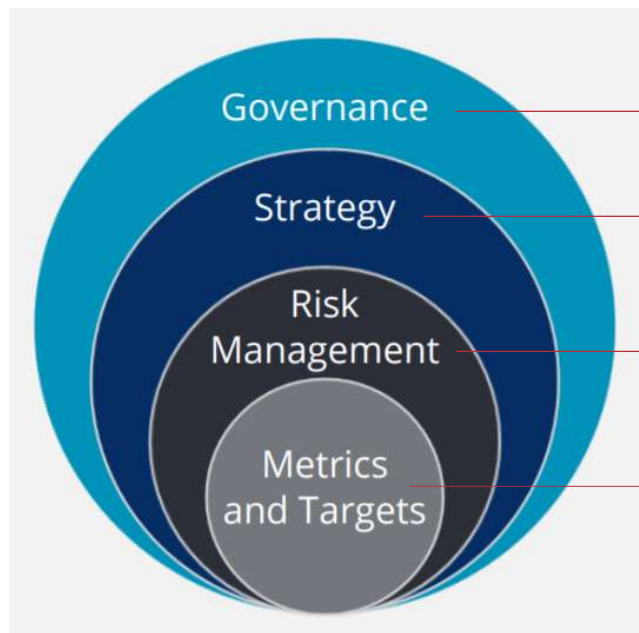 Governance
Strategy
Risk
Management
Metrics
and Targets